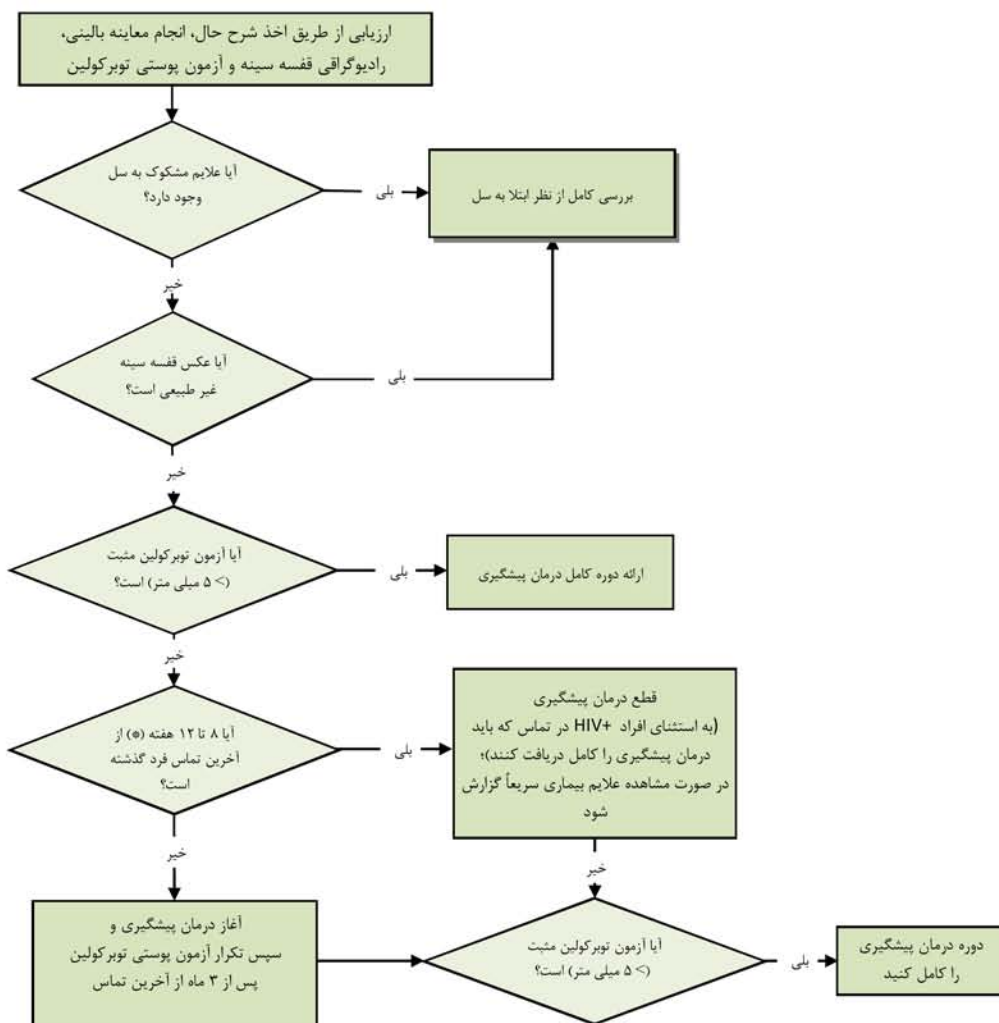 ارزیابی از طریق اخذ شرح حال، انجام معاینه بالینی،
رادیوگراقی قفسه سینه و آزمون پوستی توبرکولین
آیا علایم مشکوک به سل
وجود دارد؟
بلی
بررسی کامل از نظر ابتلا به سل
خیر
آیا عکس قفسه سینه
غیر طبیعی است؟
بلی
خیر
آیا آزمون توبرکولین مثبت
(> ۵ میلی متر) است؟
بلی
ارائه دوره کامل درمان پیشگیری
خیر
آیا ۸ تا ۱۲ هفته (*) از
آخرین تماس فرد گذشته
است؟
بلی
قطع درمان پیشگیری
(به استثنای افراد +HIV در تماس که باید
درمان پیشگیری را کامل دریافت کنند)؛
در صورت مشاهده علایم بیماری سریعاً گزارش
شود
خیر
خیر
آغاز درمان پیشگیری و
سپس تکرار آزمون پوستی توبرکولین
پس از ۳ ماه از آخرین تماس
آیا آزمون توبرکولین مثبت
(> ۵ میلی متر) است؟
بلی
دوره درمان پیشگیری
را کامل کنید